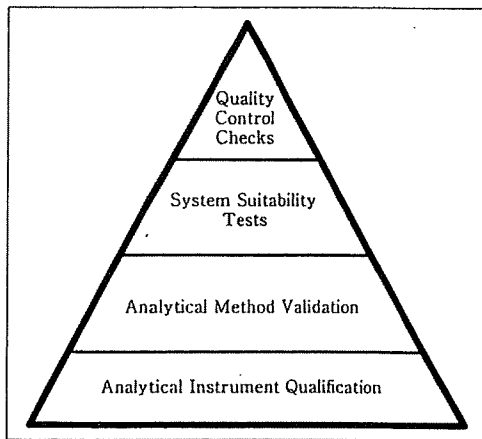 Quality
Control
Checks
System Suitability
Tests
Analytical Method Validation
Analytical Instrument Qualification